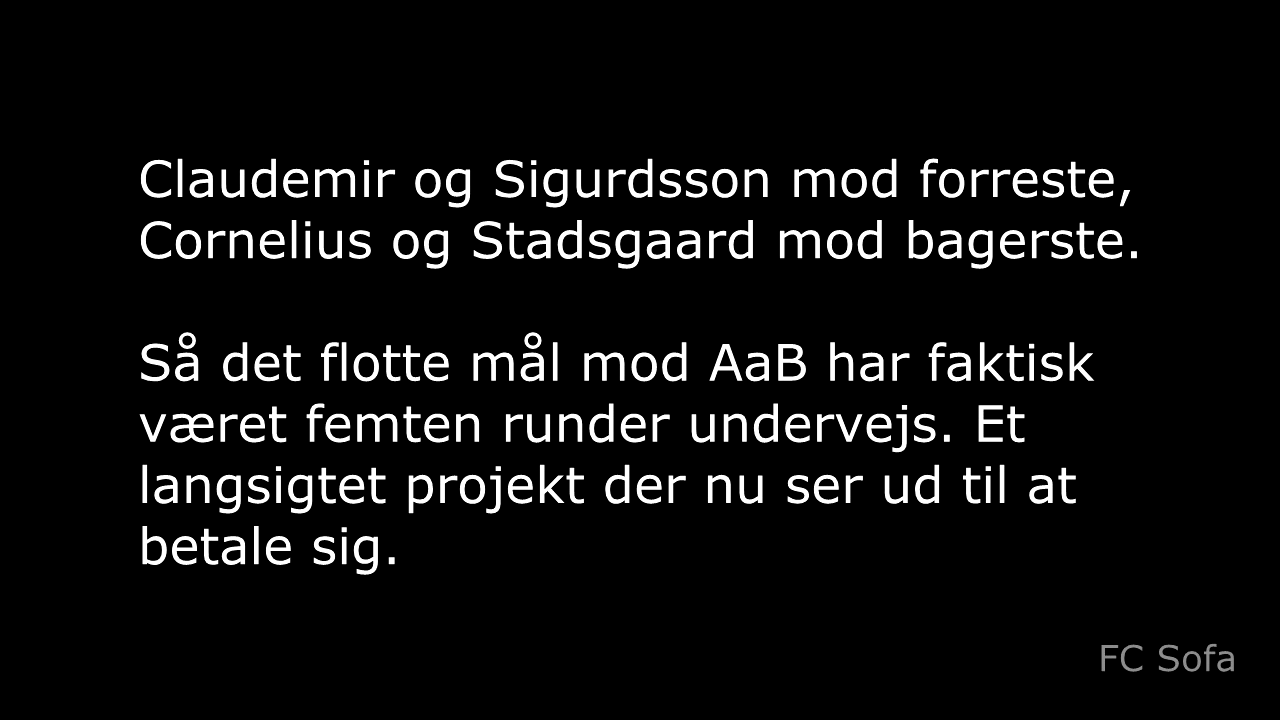 Claudemir og Sigurdsson mod forreste,
Cornelius og Stadsgaard mod bagerste.
Så det flotte mål mod AaB har faktisk
været femten runder undervejs. Et
langsigtet projekt der nu ser ud til at
betale sig.
FC Sofa